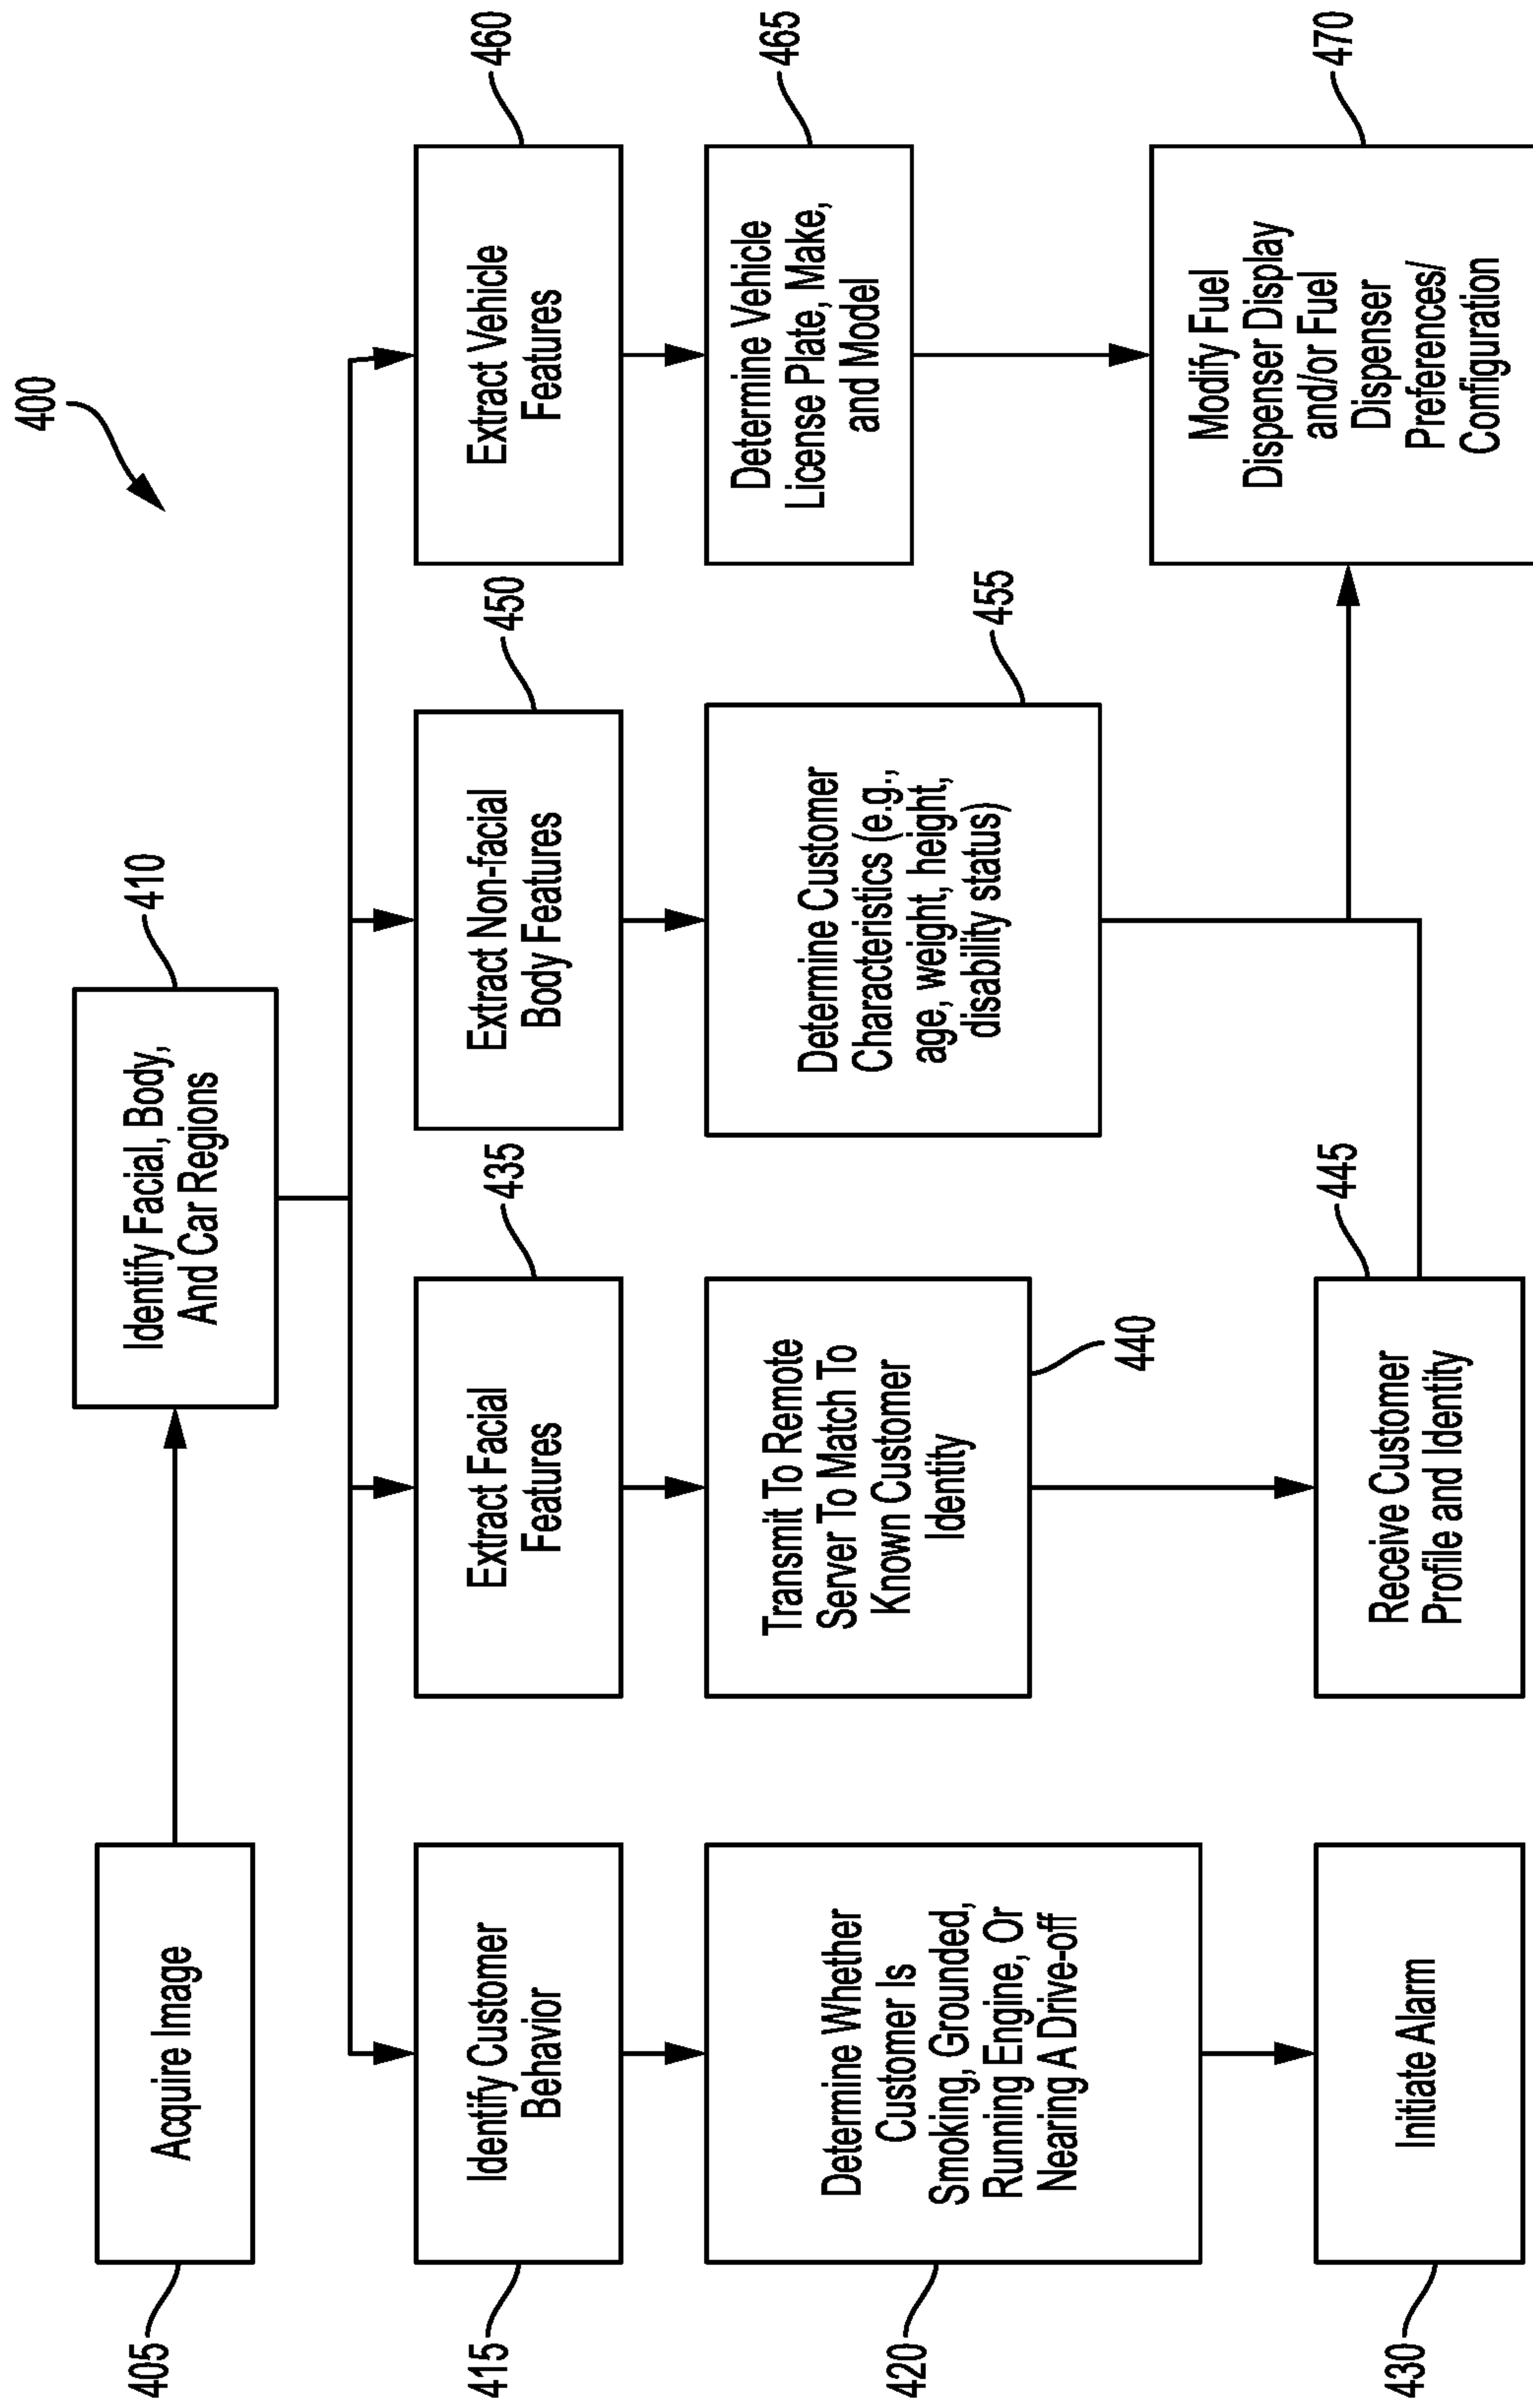 400
405
Acquire Image
410
Identify Facial, Body,
And Car Regions
415
Identify Customer
Behavior
420
Determine Whether
Customer Is
Smoking, Grounded,
Running Engine, Or
Nearing A Drive-off
430
Initiate Alarm
435
Extract Facial
Features
440
Transmit To Remote
Server To Match To
Known Customer
Identity
445
Receive Customer
Profile and Identity
450
Extract Non-facial
Body Features
455
Determine Customer
Characteristics (e.g.,
age, weight, height,
disability status)
460
Extract Vehicle
Features
465
Determine Vehicle
License Plate, Make,
and Model
470
Modify Fuel
Dispenser Display
and/or Fuel
Dispenser
Preferences/
Configuration